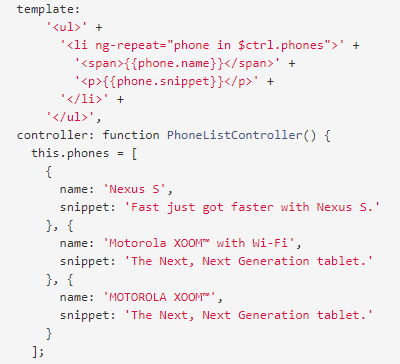 template:
'<ul>' +
'<li ng-repeat="phone in $ctrl.phones">' +
'<span>{{phone.name}}</span>' +
'<p>{{phone.snippet}}</p>' +
'</li>' +
'</ul>',
controller: function PhoneListController() {
this.phones = [
{
name: 'Nexus S',
snippet: 'Fast just got faster with Nexus S.'
}, {
name: 'Motorola XOOM™ with Wi-Fi',
snippet: 'The Next, Next Generation tablet.'
}, {
name: 'MOTOROLA XOOM™',
snippet: 'The Next, Next Generation tablet.'
}
];